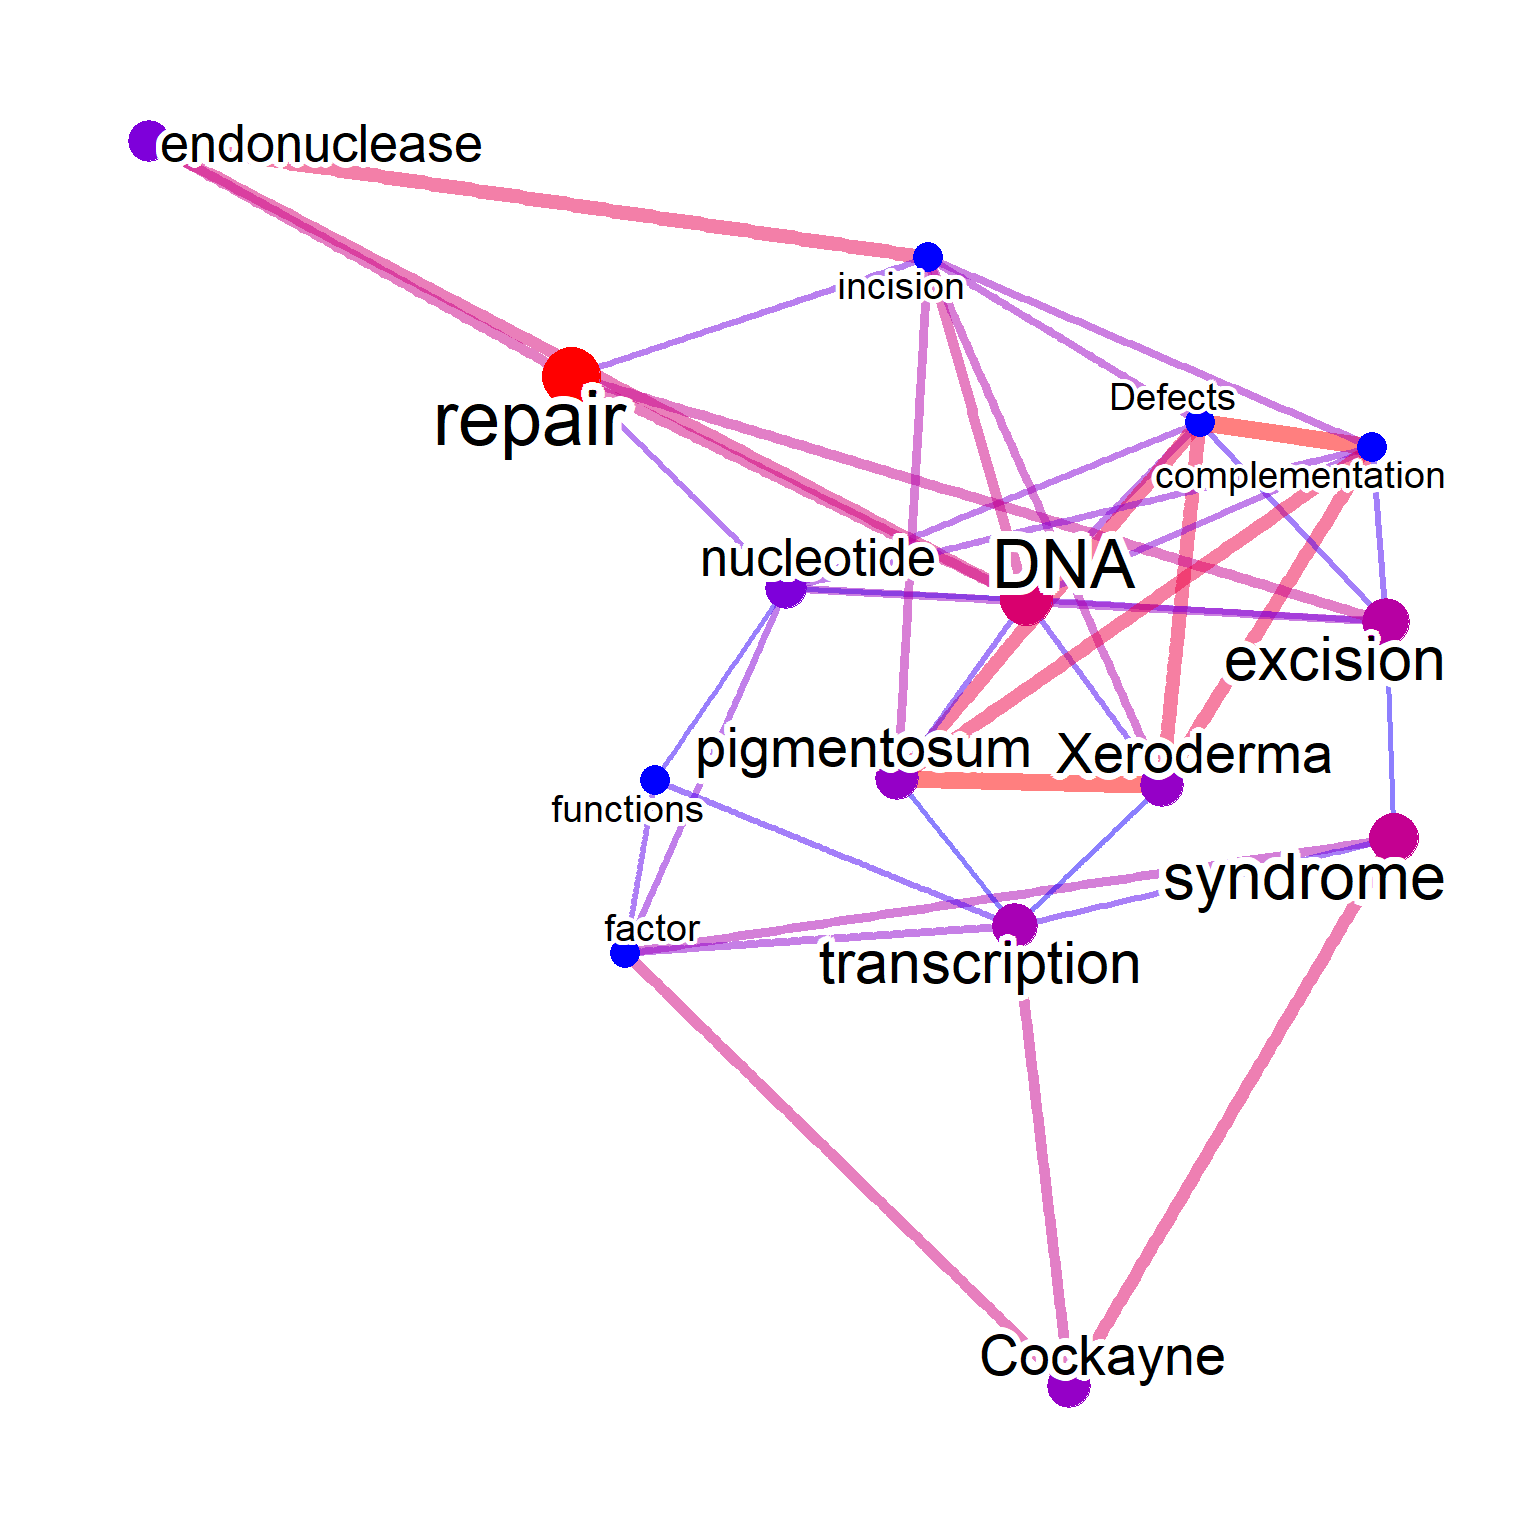 endonuclease
incision
Defects
repair
complementation
nucleotide
DNA
excision
pigmentosum
Xeroderma
functions
syndrome
factor
transcription
Cockayne